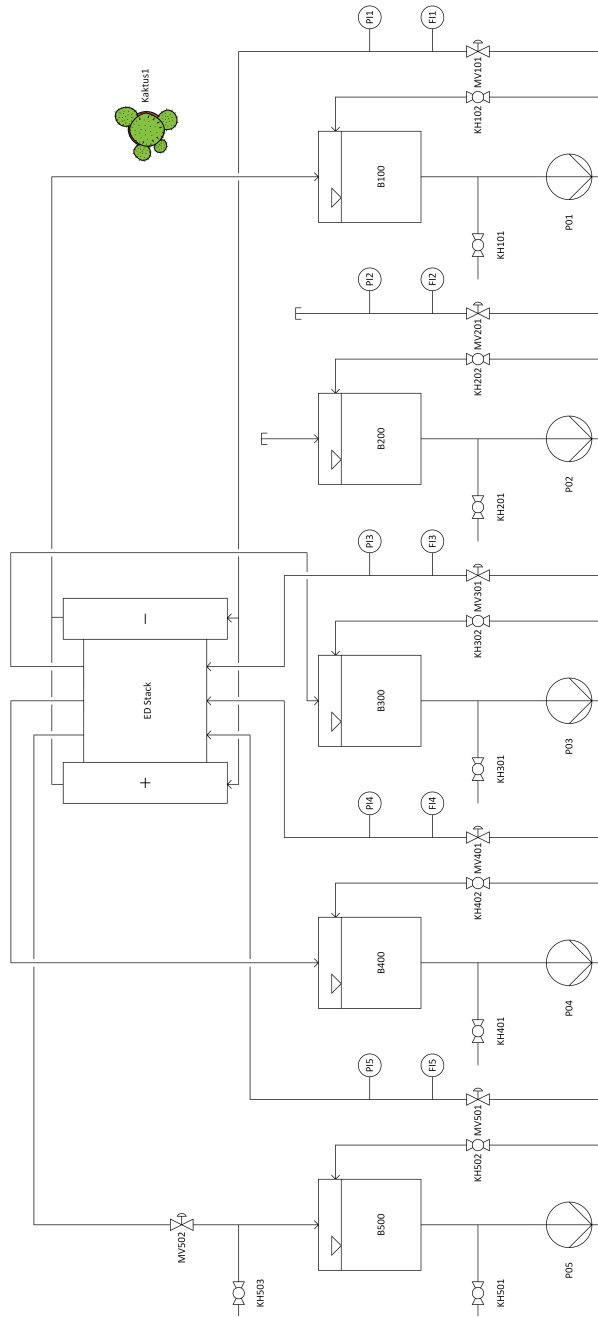 +
ED Stack
−
Kaktus1
MV502
KH503
PI5
PI4
PI3
PI2
PI1
B500
B400
B300
B200
B100
FI5
FI4
FI3
FI2
FI1
KH502
MV501
KH402
MV401
KH302
MV301
KH202
MV201
KH102
MV101
KH501
KH401
KH301
KH201
KH101
P05
P04
P03
P02
P01